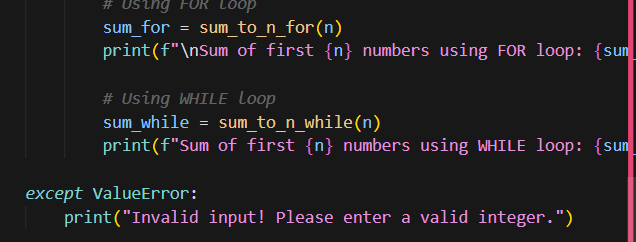 # Using FOR loop
sum_for = sum_to_n_for(n)
print(f"\nSum of first {n} numbers using FOR loop: {sum_
# Using WHILE loop
sum_while = sum_to_n_while(n)
print(f"Sum of first {n} numbers using WHILE loop: {sum_
except ValueError:
print("Invalid input! Please enter a valid integer.")